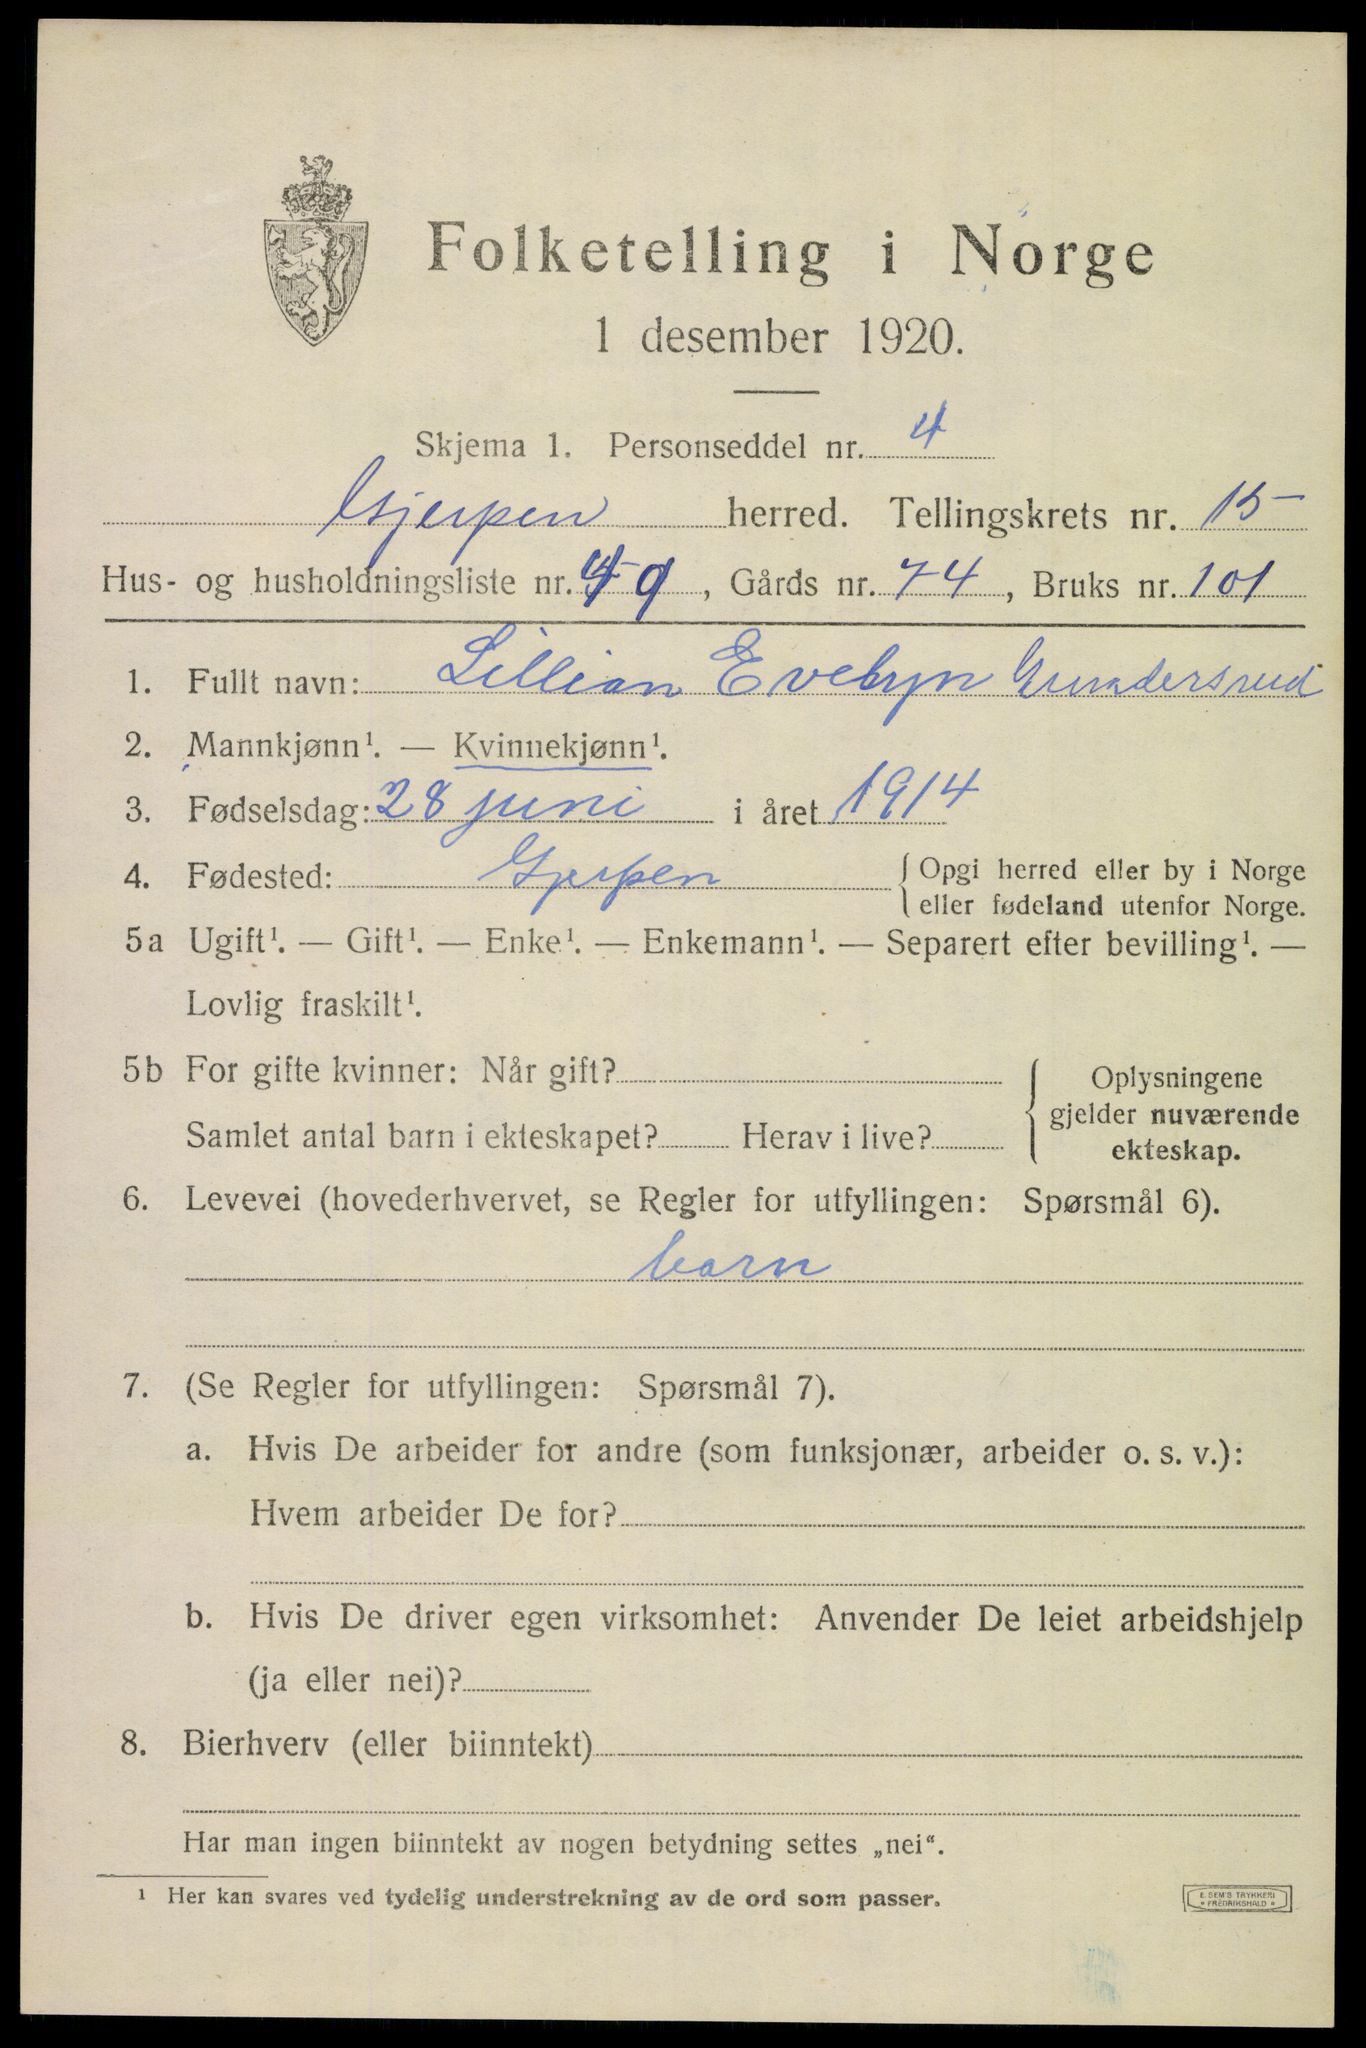 Folketelling i Norge
1 desember 1920.
Skjema 1. Personseddel nr. 4
Gjerpen herred. Tellingskrets nr. 15
Hus- og husholdningsliste nr. 49, Gårds nr. 74, Bruks nr. 101
1. Fullt navn: Lillian Evelyn Gundersrud
2. Mannkjønn¹. — Kvinnekjønn¹.
3. Fødselsdag: 28 juni i året 1914
4. Fødested: Gjerpen { Opgi herred eller by i Norge
eller fødeland utenfor Norge.
5a Ugift¹. — Gift¹. — Enke¹. — Enkemann¹. — Separert efter bevilling¹. —
Lovlig fraskilt¹.
5b For gifte kvinner: Når gift?
Samlet antal barn i ekteskapet? Herav i live?
{ Oplysningene
gjelder nuværende
ekteskap.
6. Levevei (hovederhvervet, se Regler for utfyllingen: Spørsmål 6).
barn
7. (Se Regler for utfyllingen: Spørsmål 7).
a. Hvis De arbeider for andre (som funksjonær, arbeider o. s. v.):
Hvem arbeider De for?
b. Hvis De driver egen virksomhet: Anvender De leiet arbeidshjelp
(ja eller nei)?
8. Bierhverv (eller biinntekt)
Har man ingen biinntekt av nogen betydning settes „nei“.
¹ Her kan svares ved tydelig understrekning av de ord som passer.
E. SEM'S TRYKKERI
* FREDRIKSHALD *